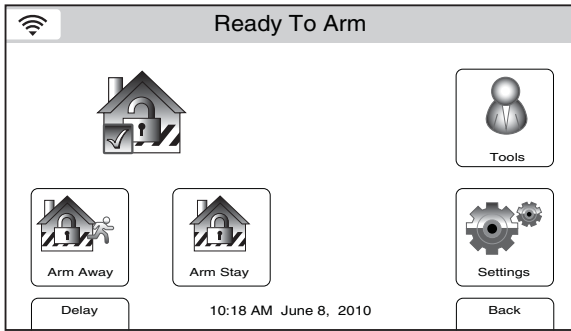 Ready To Arm
Tools
Arm Away
Arm Stay
Settings
Delay
10:18 AM June 8, 2010
Back